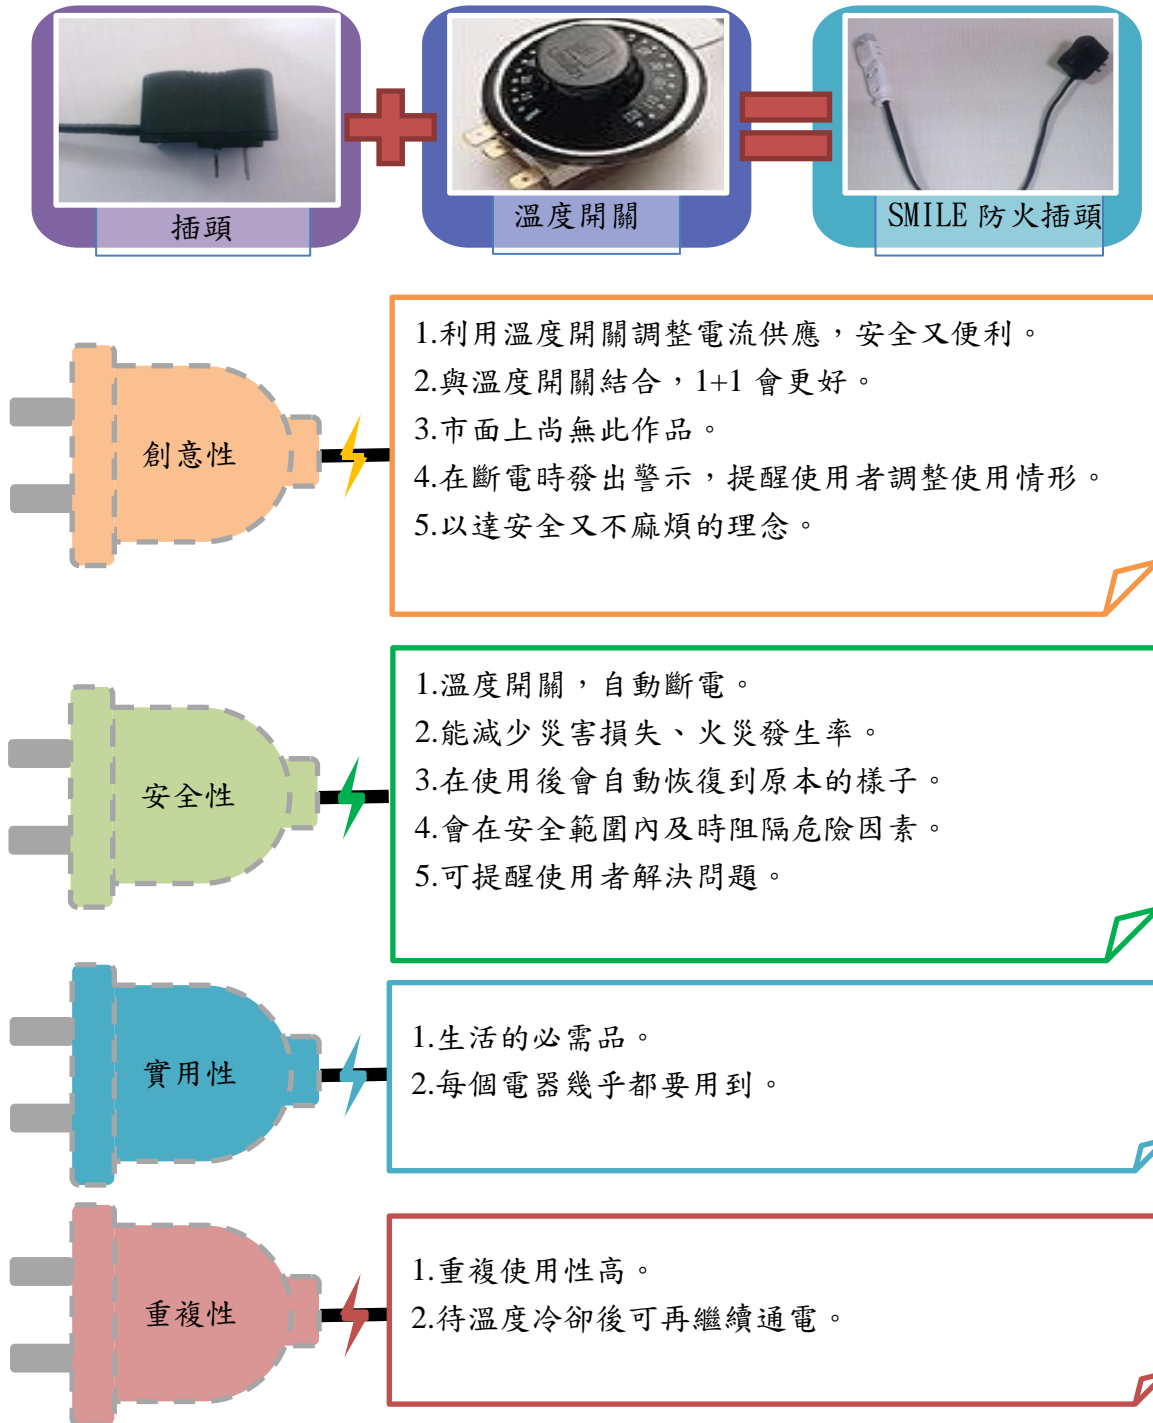 插頭
溫度開關
SMILE 防火插頭
創意性
1.利用溫度開關調整電流供應，安全又便利。
2.與溫度開關結合，1+1 會更好。
3.市面上尚無此作品。
4.在斷電時發出警示，提醒使用者調整使用情形。
5.以達安全又不麻煩的理念。
安全性
1.溫度開關，自動斷電。
2.能減少災害損失、火災發生率。
3.在使用後會自動恢復到原本的樣子。
4.會在安全範圍內及時阻隔危險因素。
5.可提醒使用者解決問題。
實用性
1.生活的必需品。
2.每個電器幾乎都要用到。
重複性
1.重複使用性高。
2.待溫度冷卻後可再繼續通電。